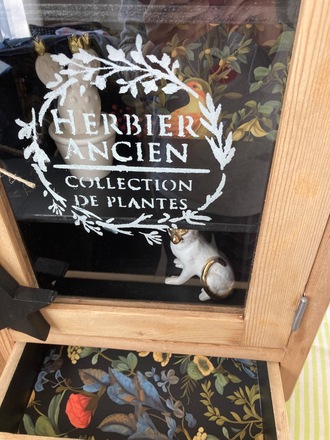 HERBIER
ANCIEN
COLLECTION
DE PLANTES